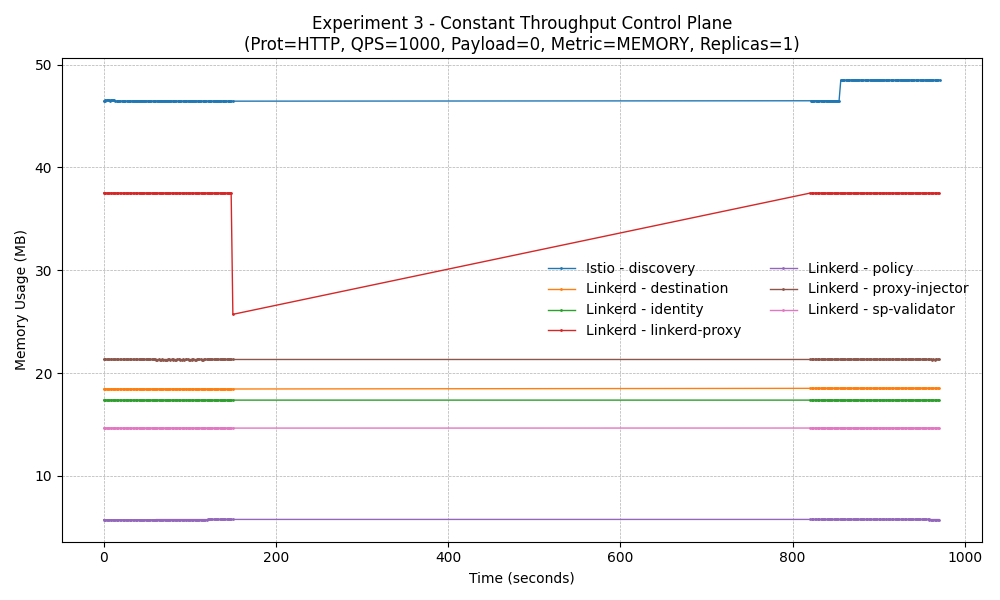 Experiment 3 - Constant Throughput Control Plane
(Prot=HTTP, QPS=1000, Payload=0, Metric=MEMORY, Replicas=1)
50
40
30
20
10
Memory Usage (MB)
Istio - discovery
Linkerd - destination
Linkerd - identity
Linkerd - linkerd-proxy
Linkerd - policy
Linkerd - proxy-injector
Linkerd - sp-validator
0
200
400
600
800
1000
Time (seconds)